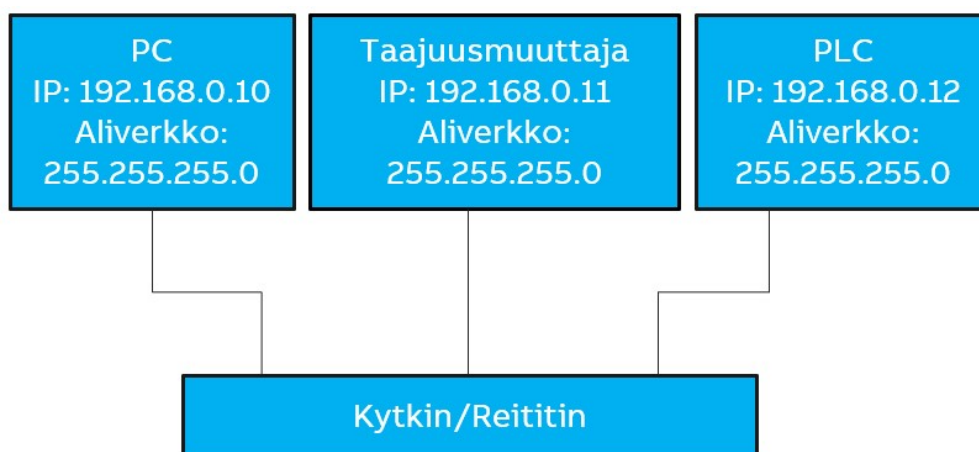 PC
IP: 192.168.0.10
Aliverkko:
255.255.255.0
Taajuusmuuttaja
IP: 192.168.0.11
Aliverkko:
255.255.255.0
PLC
IP: 192.168.0.12
Aliverkko:
255.255.255.0
Kytkin/Reititin